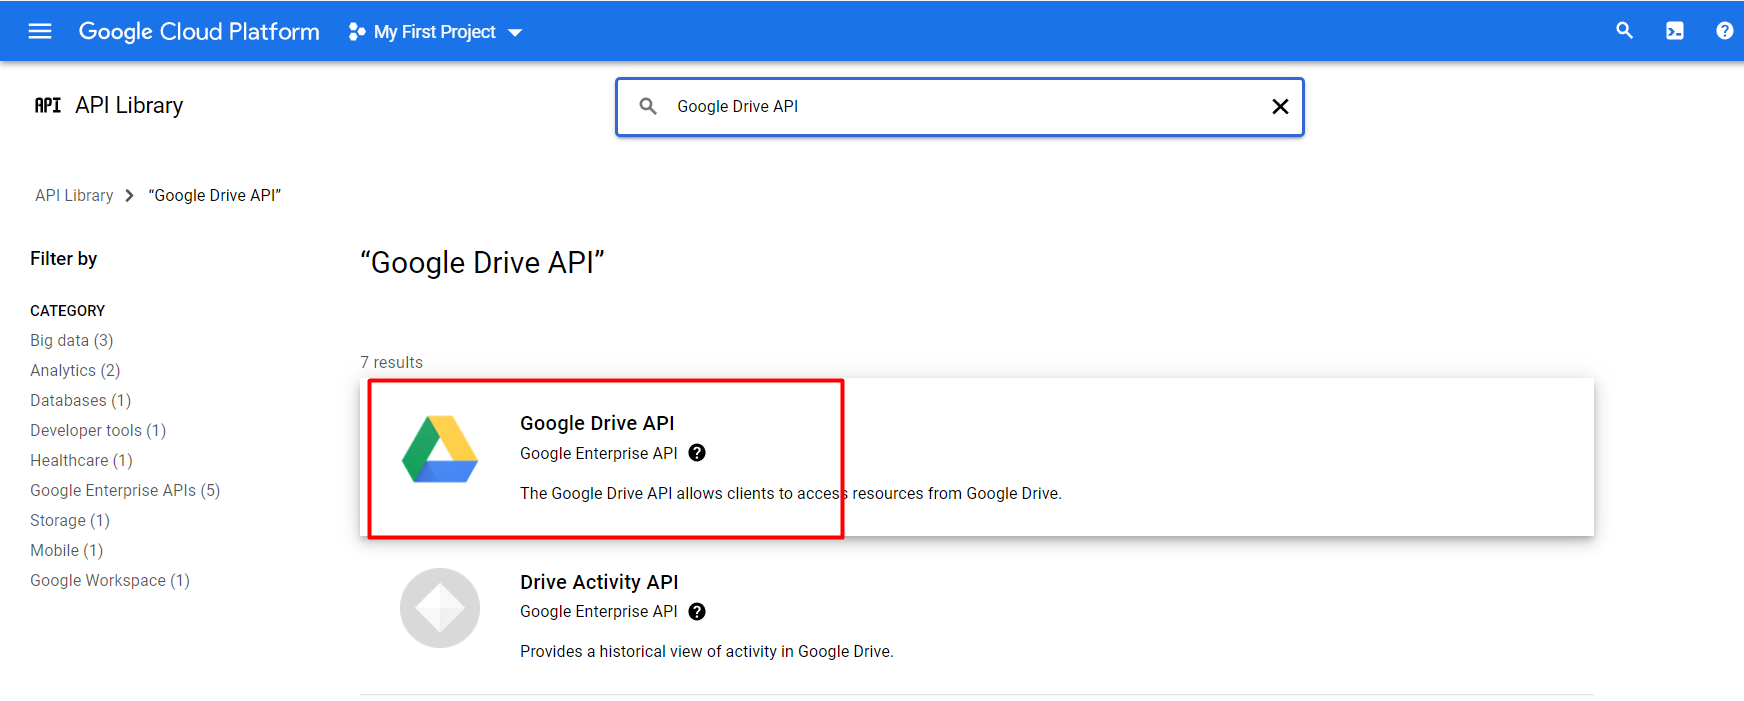 Google Cloud Platform My First Project
API API Library
Google Drive API
API Library “Google Drive API”
Filter by
CATEGORY
Big data (3)
Analytics (2)
Databases (1)
Developer tools (1)
Healthcare (1)
Google Enterprise APIs (5)
Storage (1)
Mobile (1)
Google Workspace (1)
“Google Drive API”
7 results
Google Drive API
Google Enterprise API
The Google Drive API allows clients to access resources from Google Drive.
Drive Activity API
Google Enterprise API
Provides a historical view of activity in Google Drive.